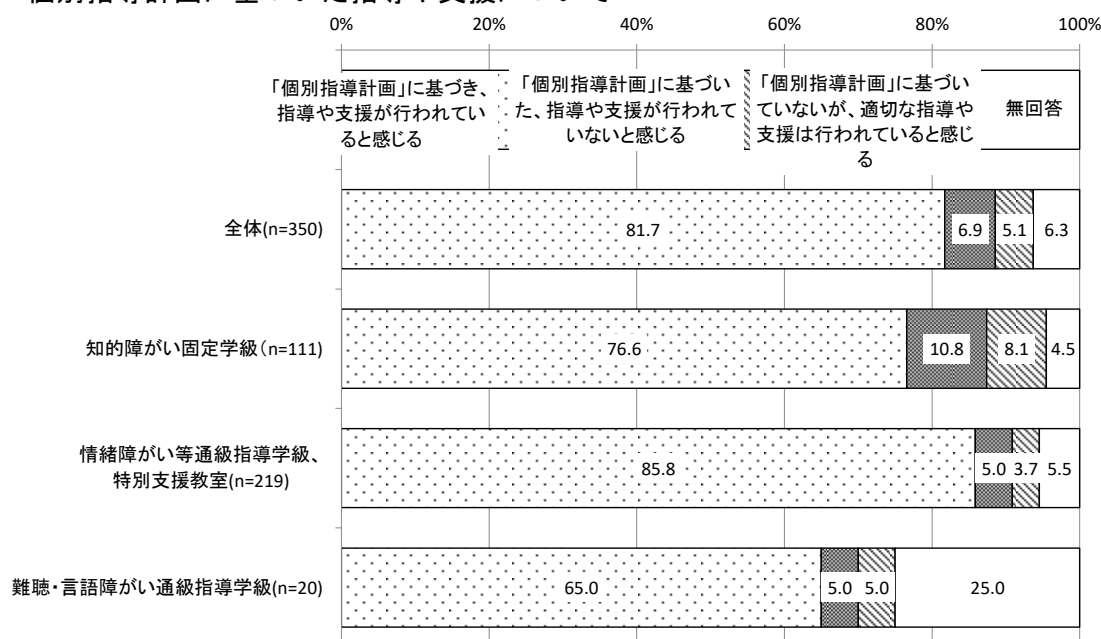 0%
20%
40%
60%
80%
100%
「個別指導計画」に基づき、
指導や支援が行われてい
ると感じる
「個別指導計画」に基づい
た、指導や支援が行われて
いないと感じる
「個別指導計画」に基づい
ていないが、適切な指導や
支援は行われていると感じ
る
無回答
全体(n=350)
81.7
6.9
5.1
6.3
知的障がい固定学級(n=111)
76.6
10.8
8.1
4.5
情緒障がい等通級指導学級、
特別支援教室(n=219)
85.8
5.0
3.7
5.5
難聴・言語障がい通級指導学級(n=20)
65.0
5.0
5.0
25.0